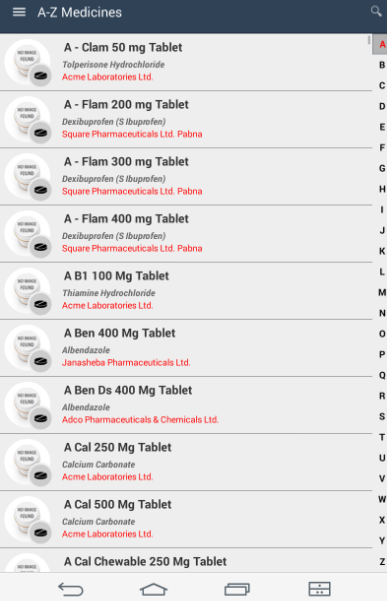 A-Z Medicines
A - Clam 50 mg Tablet
Tolperisone Hydrochloride
Acme Laboratories Ltd.
A - Flam 200 mg Tablet
Dexibuprofen (S Ibuprofen)
Square Pharmaceuticals Ltd. Pabna
A - Flam 300 mg Tablet
Dexibuprofen (S Ibuprofen)
Square Pharmaceuticals Ltd. Pabna
A - Flam 400 mg Tablet
Dexibuprofen (S Ibuprofen)
Square Pharmaceuticals Ltd. Pabna
A B1 100 Mg Tablet
Thiamine Hydrochloride
Acme Laboratories Ltd.
A Ben 400 Mg Tablet
Albendazole
Janasheba Pharmaceuticals Ltd.
A Ben Ds 400 Mg Tablet
Albendazole
Adco Pharmaceuticals & Chemicals Ltd.
A Cal 250 Mg Tablet
Calcium Carbonate
Acme Laboratories Ltd.
A Cal 500 Mg Tablet
Calcium Carbonate
Acme Laboratories Ltd.
A Cal Chewable 250 Mg Tablet
NO IMAGE
FOUND
NO IMAGE
FOUND
NO IMAGE
FOUND
NO IMAGE
FOUND
NO IMAGE
FOUND
NO IMAGE
FOUND
NO IMAGE
FOUND
NO IMAGE
FOUND
NO IMAGE
FOUND
NO IMAGE
A
B
C
D
E
F
G
H
I
J
K
L
M
N
O
P
Q
R
S
T
U
V
W
X
Y
Z